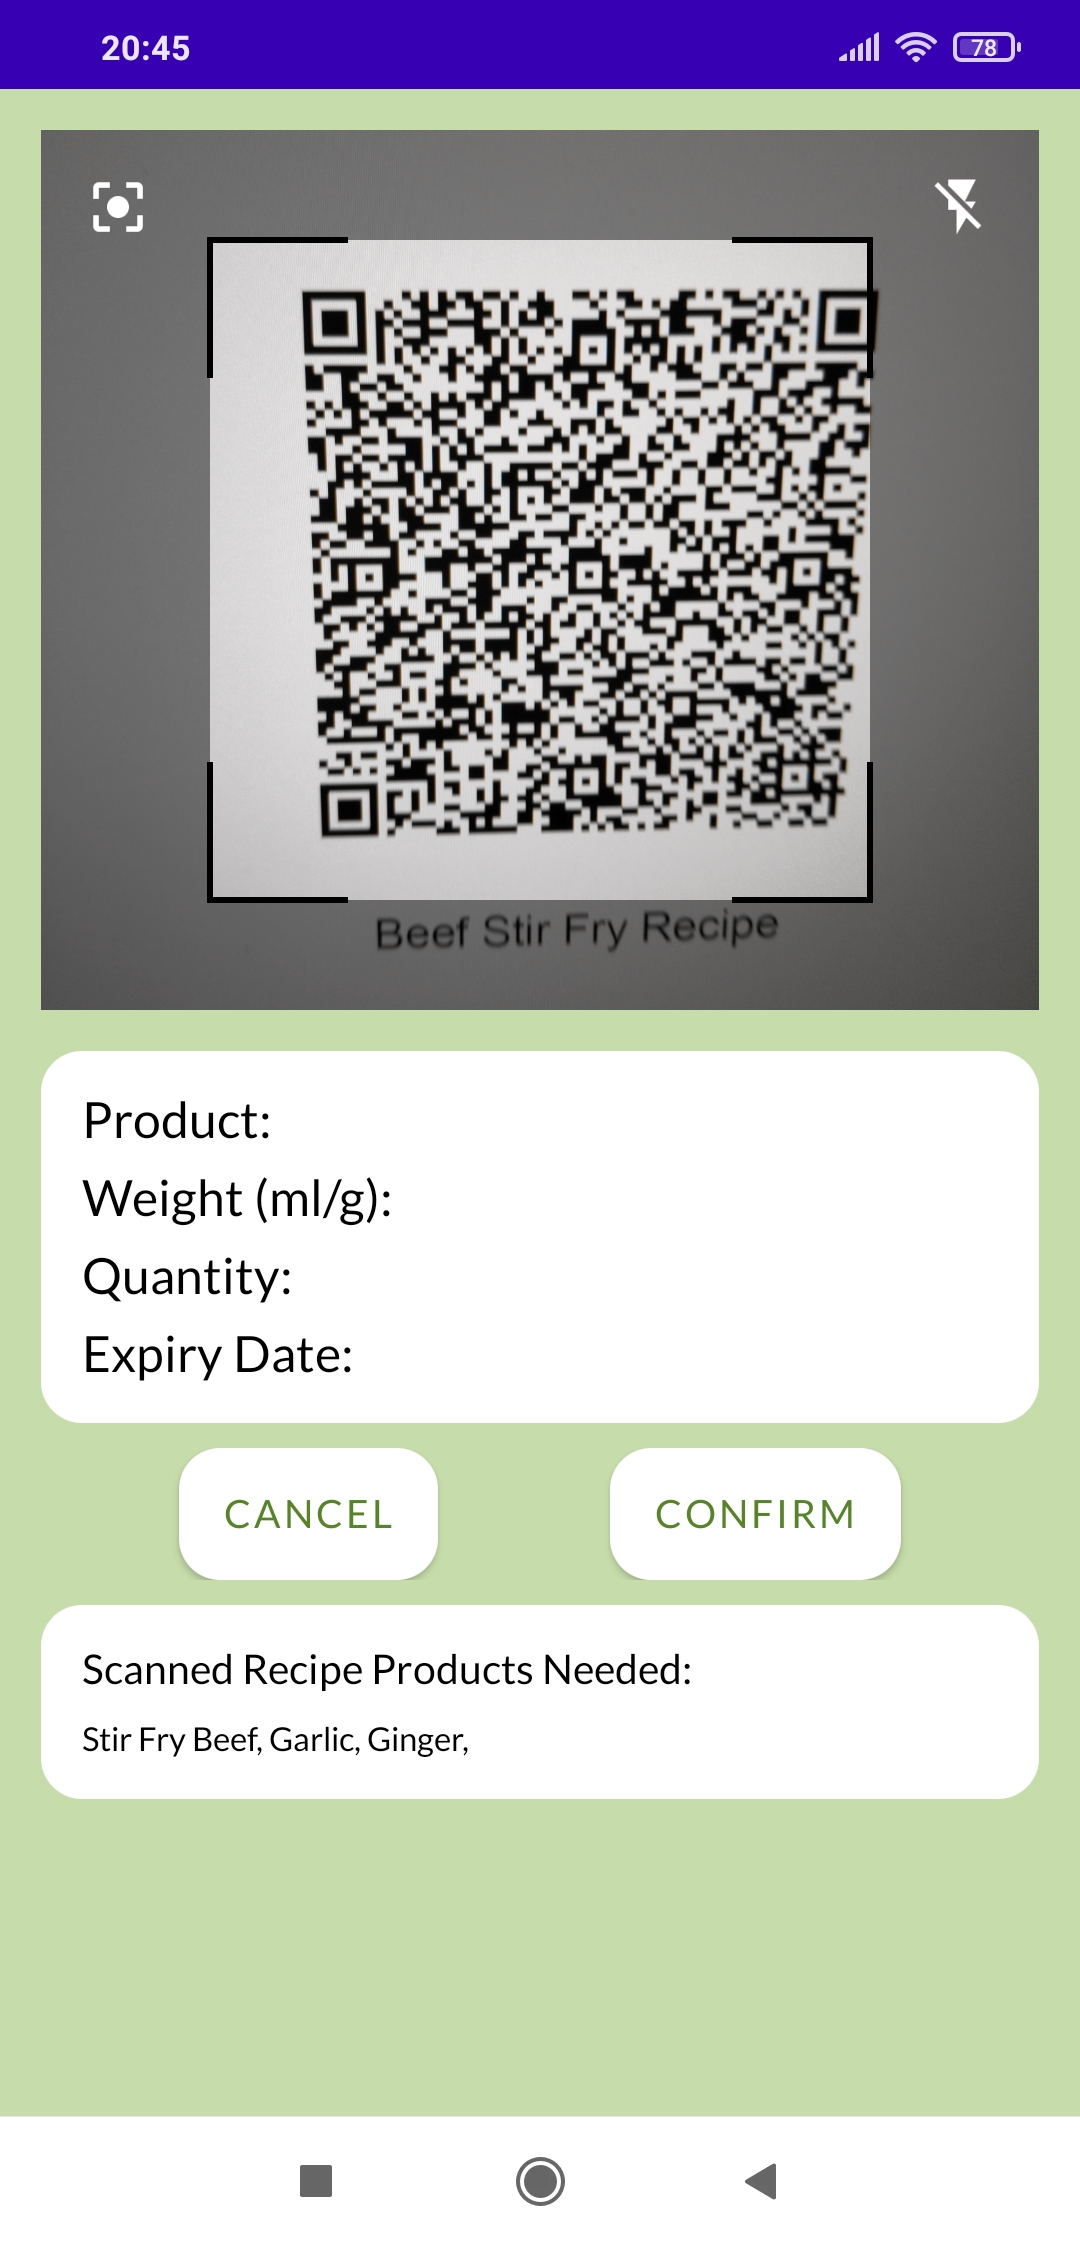 20:45
78
Beef Stir Fry Recipe
Product:
Weight (ml/g):
Quantity:
Expiry Date:
CANCEL
CONFIRM
Scanned Recipe Products Needed:
Stir Fry Beef, Garlic, Ginger,